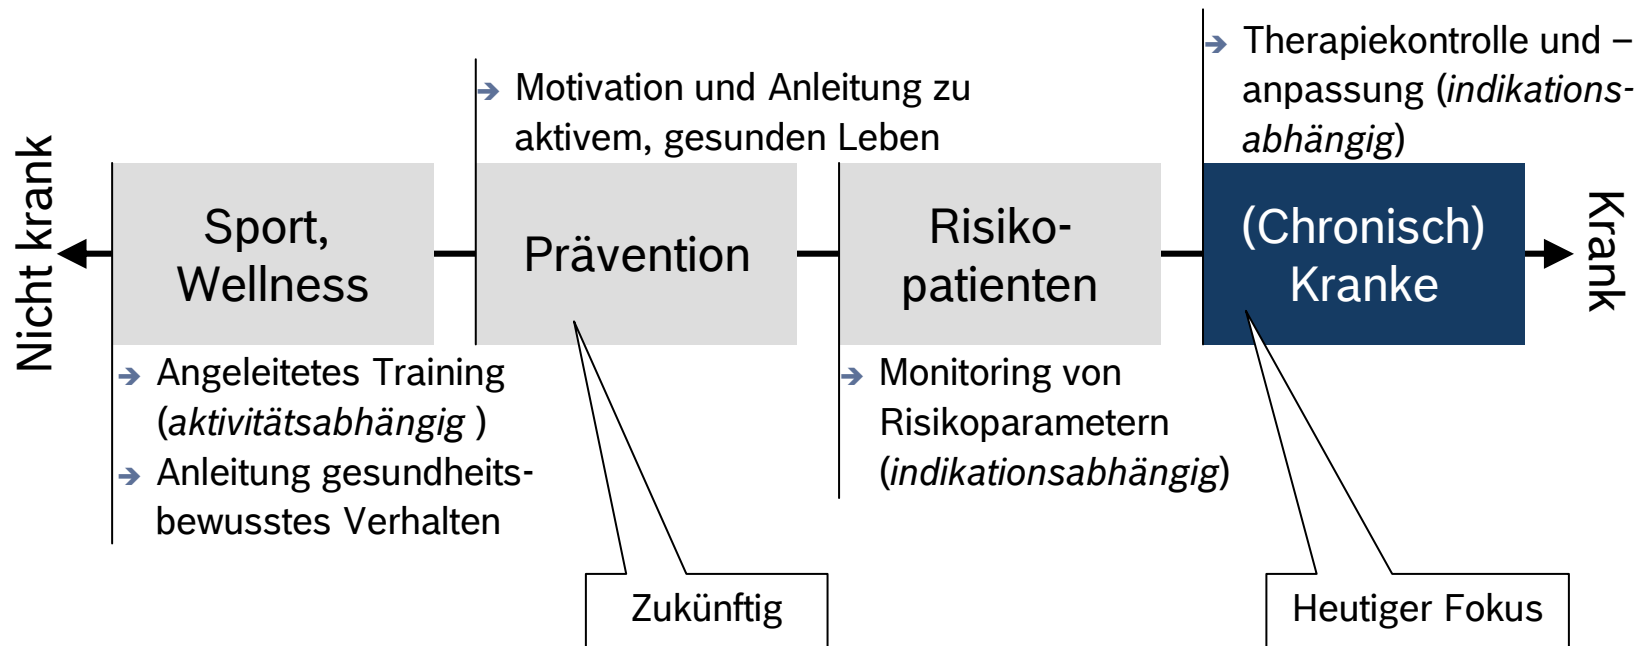 Therapiekontrolle und –
anpassung (indikations-
abhängig)
Motivation und Anleitung zu
aktivem, gesunden Leben
Nicht krank
Sport,
Wellness
Prävention
Risiko-
patienten
(Chronisch)
Kranke
Krank
Angeleitetes Training
(aktivitätsabhängig )
Anleitung gesundheits-
bewusstes Verhalten
Monitoring von
Risikoparametern
(indikationsabhängig)
Zukünftig
Heutiger Fokus